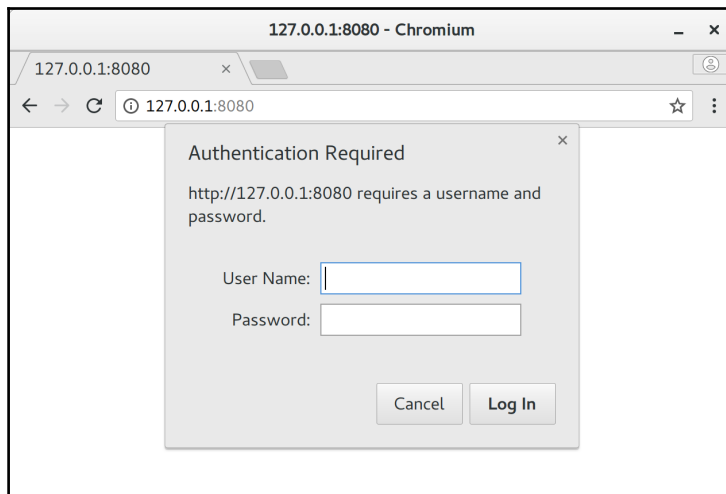 127.0.0.1:8080 - Chromium
127.0.0.1:8080
127.0.0.1:8080
Authentication Required
http://127.0.0.1:8080 requires a username and
password.
User Name:
Password:
Cancel Log In